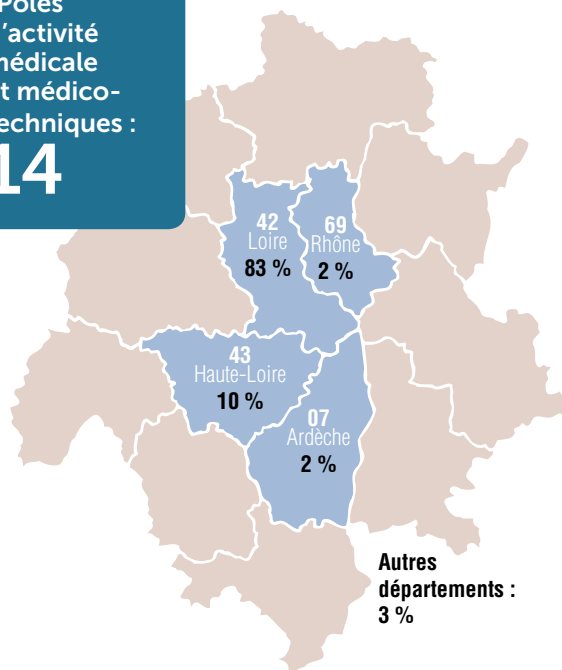 Pôles
'activité
médicale
t médico-
echniques :
14
42
Loire
83 %
69
Rhône
2 %
43
Haute-Loire
10 %
07
Ardèche
2 %
Autres
départements :
3 %